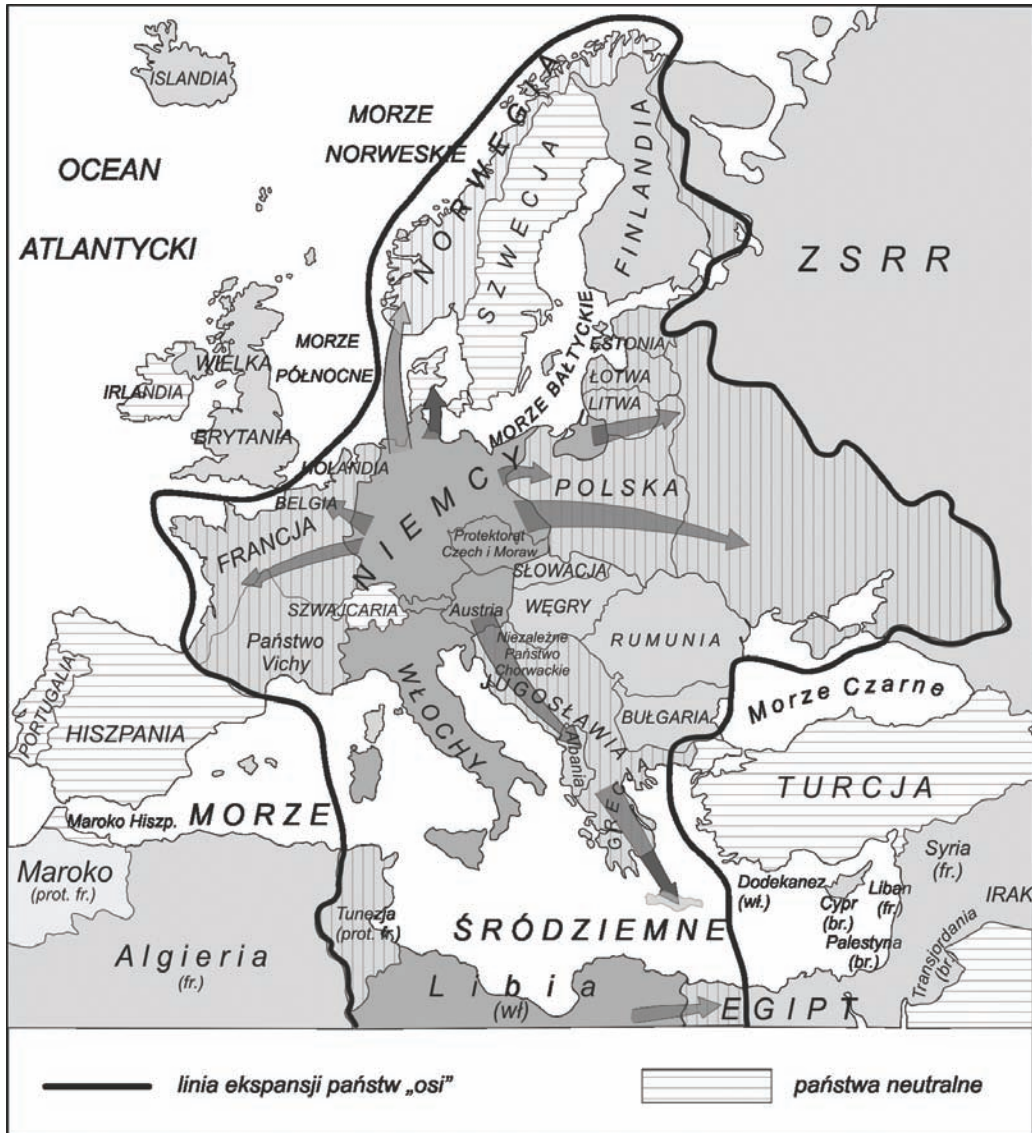 ISLANDIA
MORZE
NORWESKIE
OCEAN
ATLANTYCKI
NORWEGIA
SZWECJA
FINLANDIA
ZSRR
MORZE
PÓŁNOCNE
WIELKA
BRYTANIA
IRLANDIA
MORZE BAŁTYCKIE
ESTONIA
ŁOTWA
LITWA
HOLANDIA
BELGIA
FRANCJA
NIEMCY
POLSKA
Protektorat
Czech i Moraw
SŁOWACJA
SZWAJCARIA
Austria
WĘGRY
RUMUNIA
Państwo
Vichy
Niezależne
Państwo
Chorwackie
JUGOSŁAWIA
WŁOCHY
BUŁGARIA
Albania
GRECJA
Morze Czarne
PORTUGALIA
HISZPANIA
TURCJA
Maroko Hiszp.
MORZE
ŚRÓDZIEMNE
Maroko
(prot. fr.)
Algieria
(fr.)
Tunezja
(prot. fr)
Libia
(wł)
EGIPT
Dodekanez
(wł.)
Cypr
(br.)
Liban
(fr.)
Syria
(fr.)
Palestyna
(br.)
Transjordania
(br.)
IRAK
linia ekspansji państw „osi”
państwa neutralne